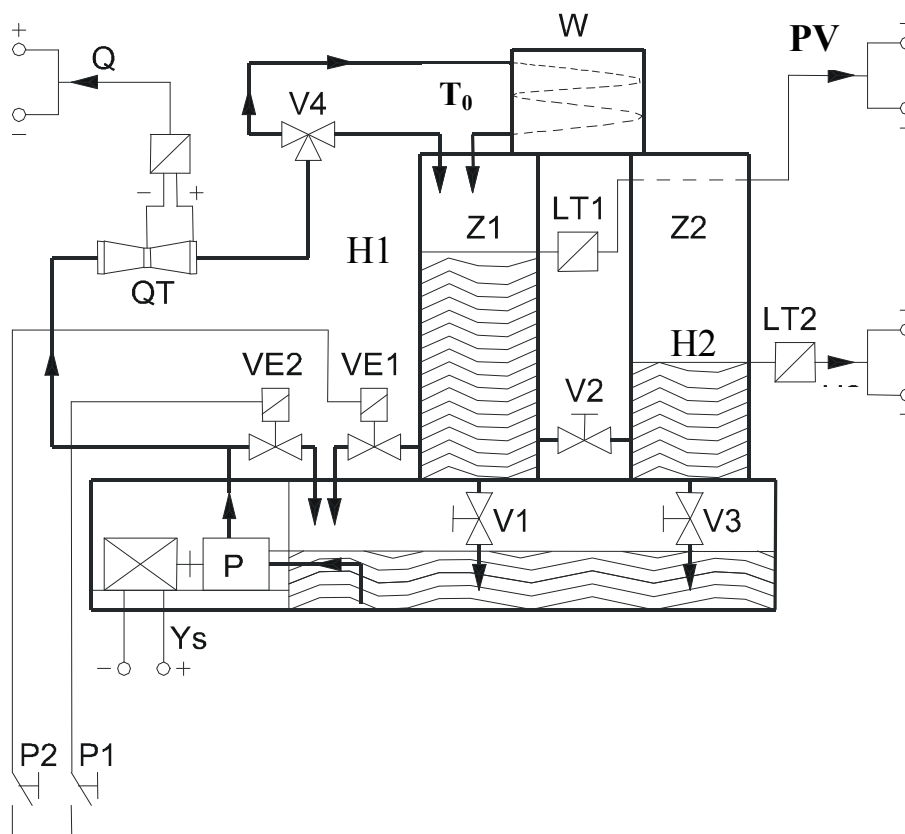 W
PV
+
Q
−
V4
T₀
− +
QT
Z1
LT1
Z2
H1
H2
LT2
VE2
VE1
V2
V1
V3
P
Ys
− +
P2
P1